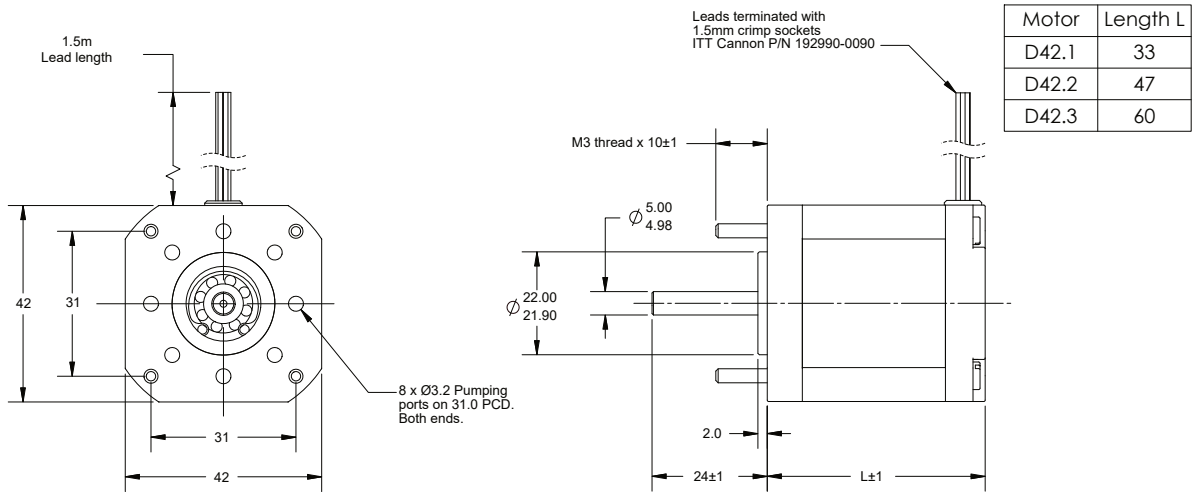 1.5m
Lead length
42
31
31
42
8 x Ø3.2 Pumping
ports on 31.0 PCD.
Both ends.
Leads terminated with
1.5mm crimp sockets
ITT Cannon P/N 192990-0090
M3 thread x 10±1
Ø 5.00
4.98
Ø 22.00
21.90
2.0
24±1
L±1
Motor Length L
D42.1 33
D42.2 47
D42.3 60